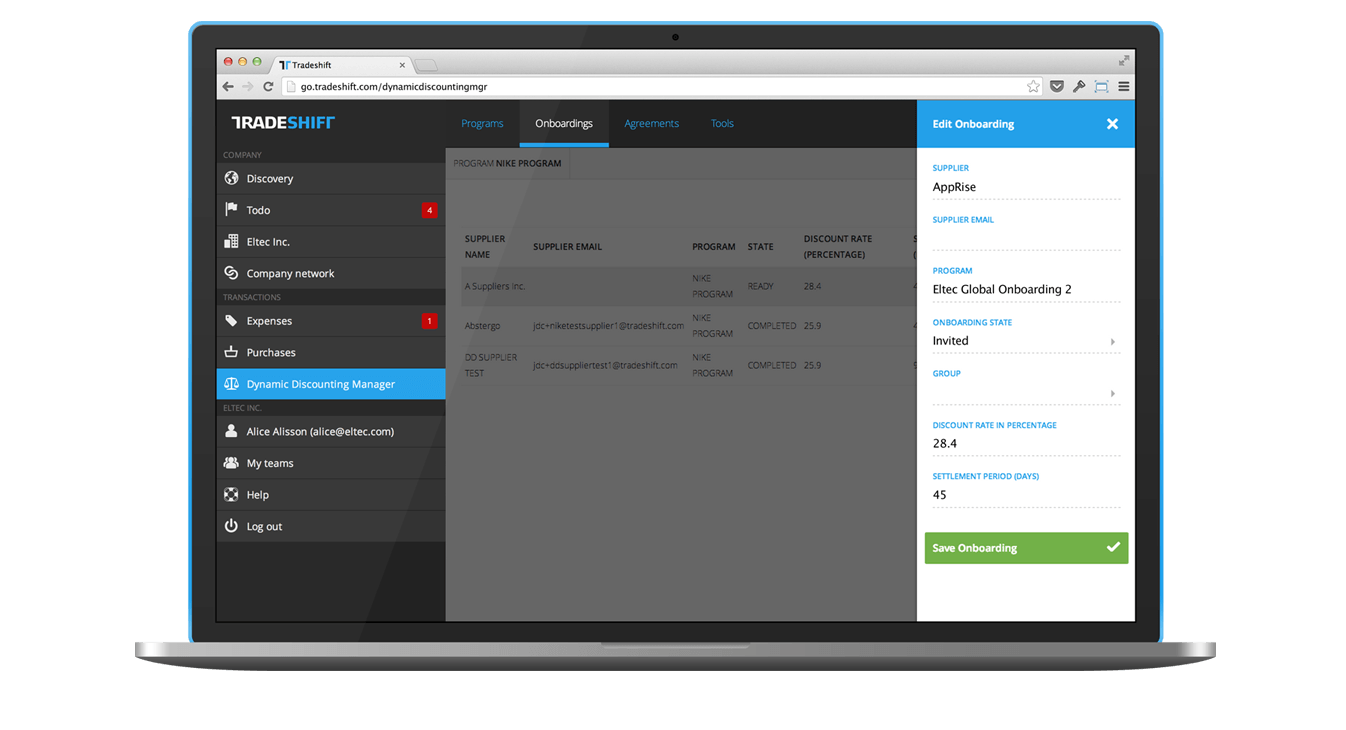 Tradeshift
go.tradeshift.com/dynamicdiscountingmgr
TRADESHIFT
Programs
Onboardings
Agreements
Tools
COMPANY
Discovery
Todo
4
Eltec Inc.
Company network
TRANSACTIONS
Expenses
1
Purchases
Dynamic Discounting Manager
ELTEC INC.
Alice Alisson (alice@eltec.com)
My teams
Help
Log out
PROGRAM NIKE PROGRAM
SUPPLIER
NAME
SUPPLIER EMAIL
PROGRAM
STATE
DISCOUNT RATE
(PERCENTAGE)
A Suppliers Inc.
NIKE
PROGRAM
READY
28.4
Abstergo
jdc+niketestsupplier1@tradeshift.com
NIKE
PROGRAM
COMPLETED
25.9
DD SUPPLIER
TEST
jdc+ddsuppliertest1@tradeshift.com
NIKE
PROGRAM
COMPLETED
25.9
Edit Onboarding
SUPPLIER
AppRise
SUPPLIER EMAIL
PROGRAM
Eltec Global Onboarding 2
ONBOARDING STATE
Invited
GROUP
DISCOUNT RATE IN PERCENTAGE
28.4
SETTLEMENT PERIOD (DAYS)
45
Save Onboarding